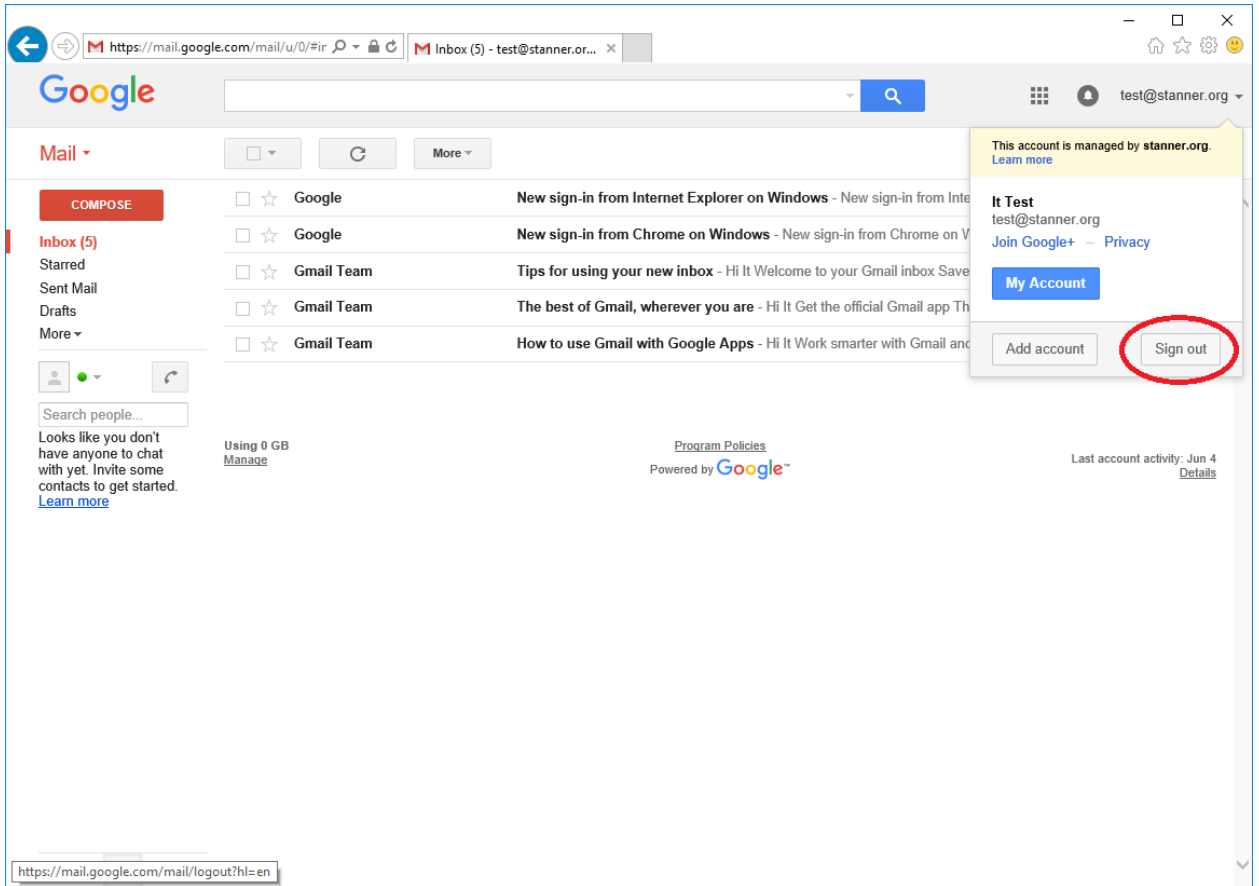 https://mail.google.com/mail/u/0/#ir
Inbox (5) - test@stanner.or...
Google
test@stanner.org
Mail
More
This account is managed by stanner.org.
Learn more
COMPOSE
Google New sign-in from Internet Explorer on Windows - New sign-in from Inte
It Test
test@stanner.org
Inbox (5)
Google New sign-in from Chrome on Windows - New sign-in from Chrome on W
Join Google+ – Privacy
Starred
Gmail Team Tips for using your new inbox - Hi It Welcome to your Gmail inbox Save
My Account
Sent Mail
Drafts
Gmail Team The best of Gmail, wherever you are - Hi It Get the official Gmail app Th
More
Gmail Team How to use Gmail with Google Apps - Hi It Work smarter with Gmail and
Add account Sign out
Search people...
Looks like you don't
have anyone to chat
with yet. Invite some
contacts to get started.
Learn more
Using 0 GB
Manage
Program Policies
Powered by Google™
Last account activity: Jun 4
Details
https://mail.google.com/mail/logout?hl=en